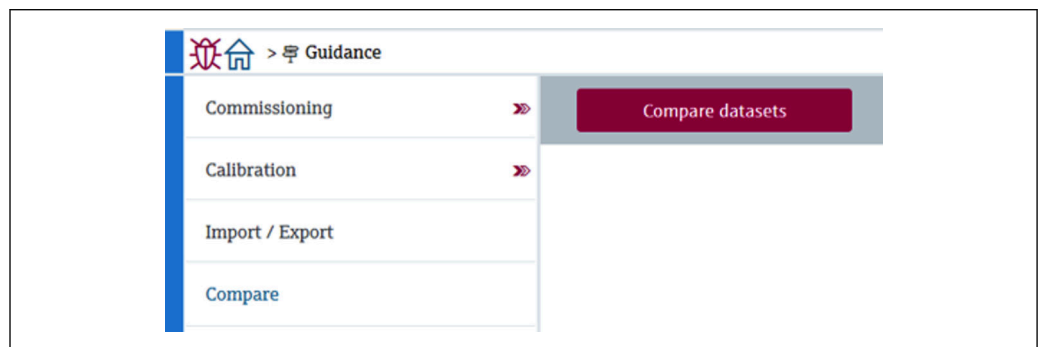 > Guidance
Commissioning
Compare datasets
Calibration
Import / Export
Compare